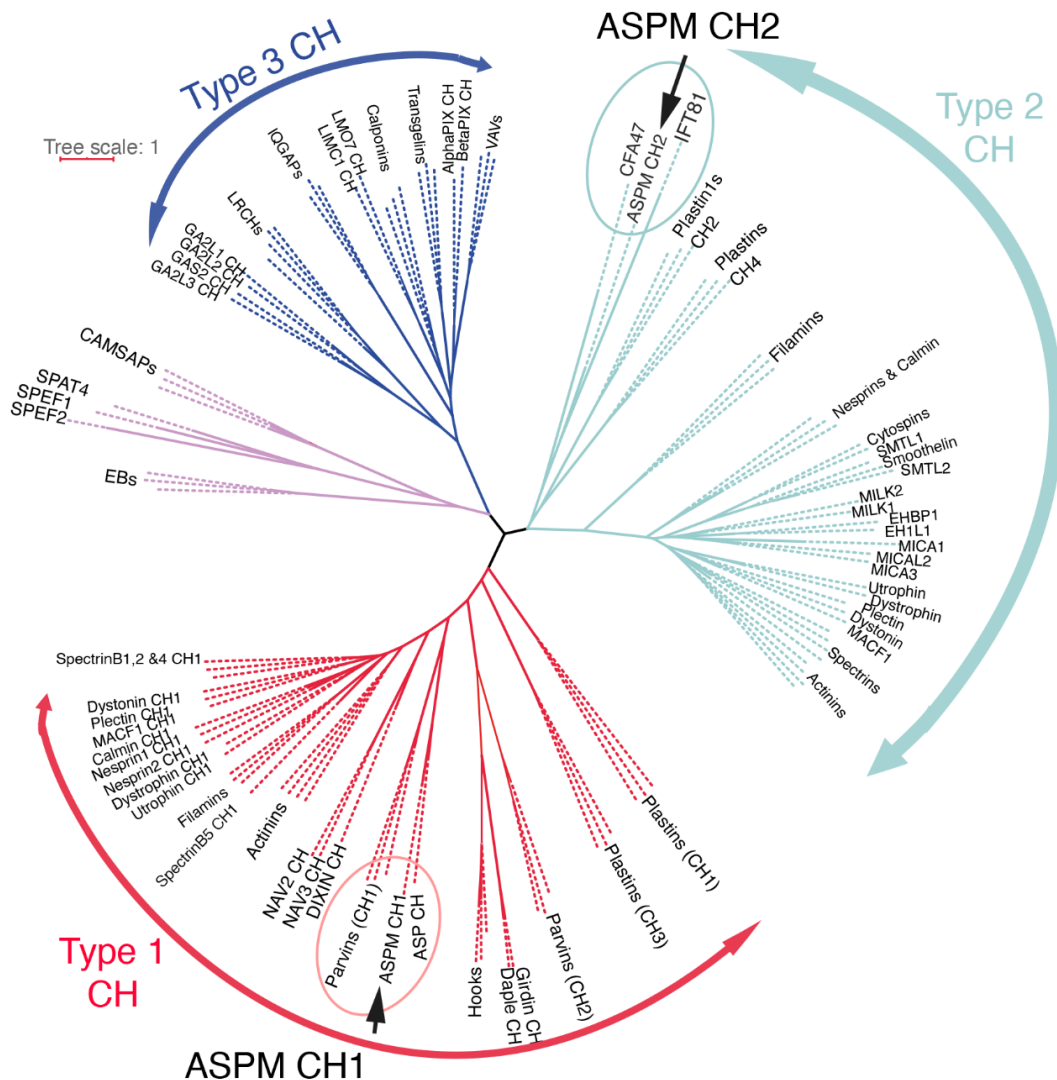 ASPM CH2
Type 3 CH
Type 2
CH
Tree scale: 1
IQGAPs
LMO7 CH
LIMC1 CH
Calponins
Transgelins
AlphaPIX CH
BetaPIX CH
VAVs
LRCHs
GA2L1 CH
GA2L2 CH
GAS2 CH
GA2L3 CH
CFA47
ASPM CH2
IFT81
Plastin1s
CH2
Plastins
CH4
Filamins
Nesprins & Calmin
Cytospins
SMTL1
Smoothelin
SMTL2
MILK2
MILK1
EHBP1
EH1L1
MICA1
MICAL2
MICA3
Utrophin
Dystrophin
Plectin
Dystonin
MACF1
Spectrins
Actinins
CAMSAPs
SPAT4
SPEF1
SPEF2
EBs
SpectrinB1,2 &4 CH1
Dystonin CH1
Plectin CH1
MACF1 CH1
Calmin CH1
Nesprin1 CH1
Nesprin2 CH1
Dystrophin CH1
Utrophin CH1
Filamins
SpectrinB5 CH1
Actinins
NAV2 CH
NAV3 CH
DIXIN CH
Parvins (CH1)
ASPM CH1
ASP CH
Hooks
Daple CH
Girdin CH
Parvins (CH2)
Plastins (CH3)
Plastins (CH1)
Type 1
CH
ASPM CH1